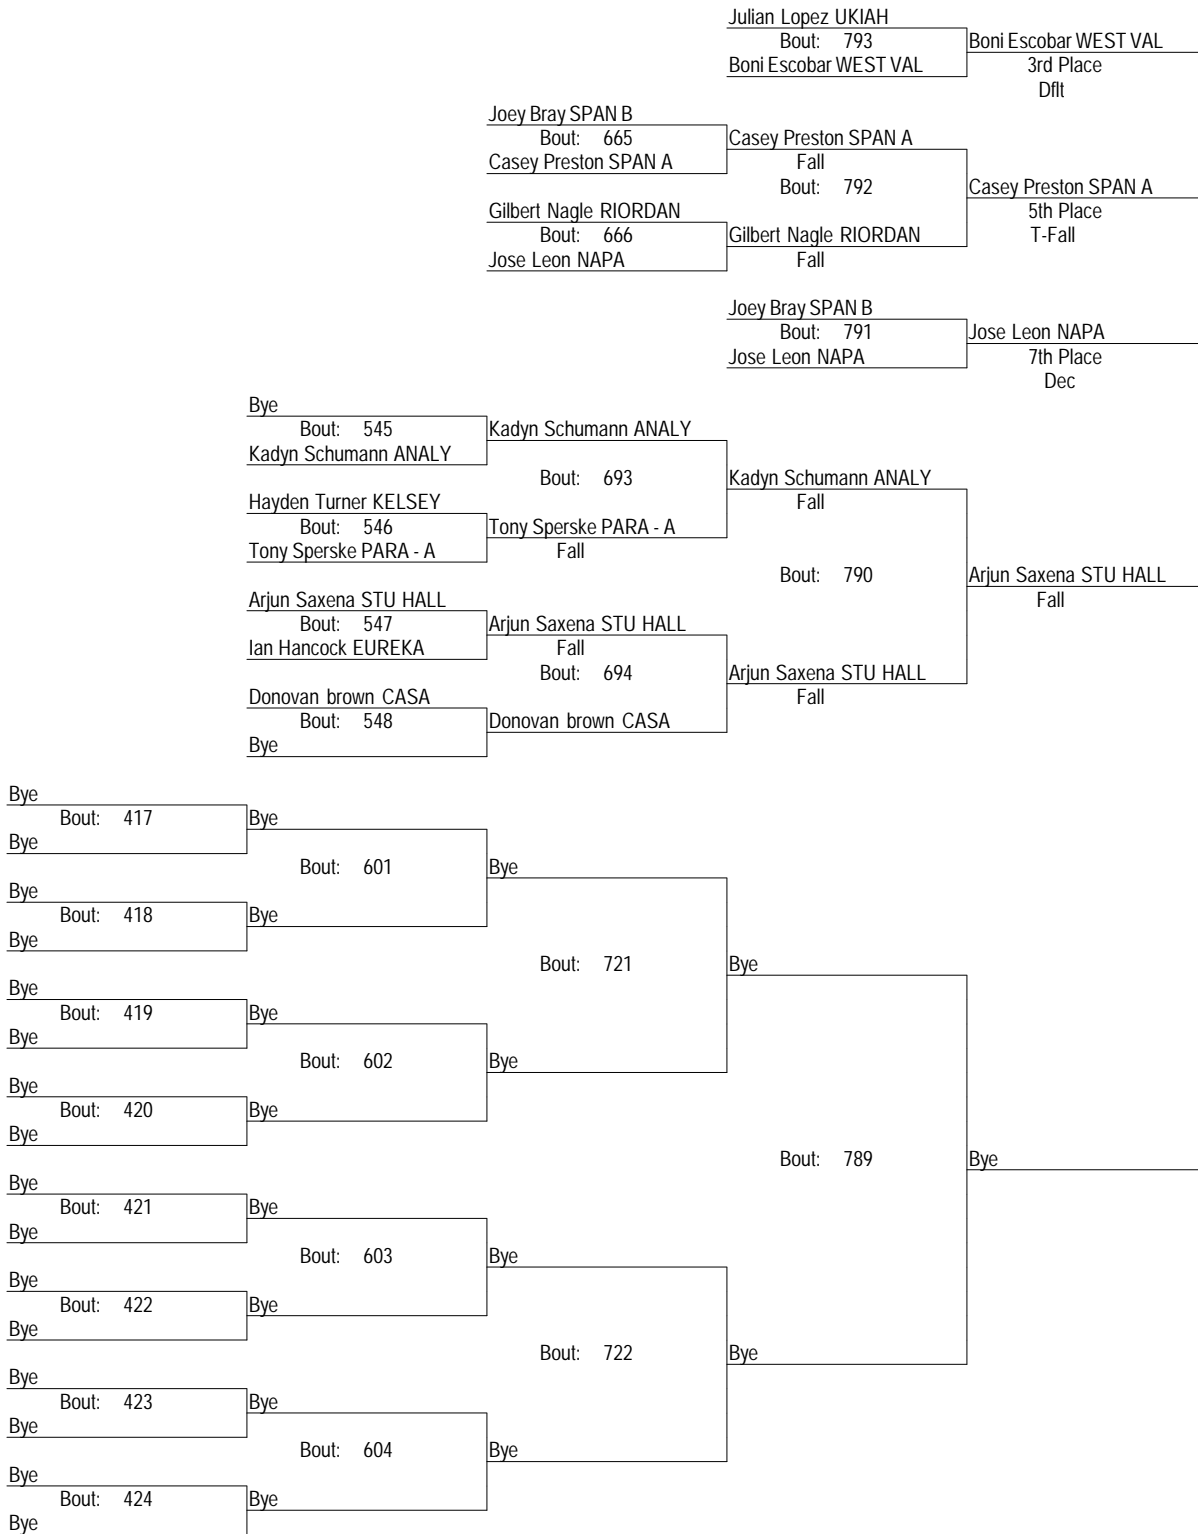 Julian Lopez UKIAH
Bout: 793
Boni Escobar WEST VAL
Boni Escobar WEST VAL
3rd Place
Dflt
Joey Bray SPAN B
Bout: 665
Casey Preston SPAN A
Casey Preston SPAN A
Fall
Bout: 792
Casey Preston SPAN A
5th Place
T-Fall
Gilbert Nagle RIORDAN
Bout: 666
Jose Leon NAPA
Gilbert Nagle RIORDAN
Fall
Joey Bray SPAN B
Bout: 791
Jose Leon NAPA
Jose Leon NAPA
7th Place
Dec
Bye
Bout: 545
Kadyn Schumann ANALY
Kadyn Schumann ANALY
Bout: 693
Kadyn Schumann ANALY
Fall
Hayden Turner KELSEY
Bout: 546
Tony Sperske PARA - A
Tony Sperske PARA - A
Fall
Bout: 790
Arjun Saxena STU HALL
Fall
Arjun Saxena STU HALL
Bout: 547
Ian Hancock EUREKA
Arjun Saxena STU HALL
Fall
Bout: 694
Arjun Saxena STU HALL
Fall
Donovan brown CASA
Bout: 548
Bye
Donovan brown CASA
Bye
Bout: 417
Bye
Bye
Bout: 601
Bye
Bye
Bout: 418
Bye
Bye
Bout: 721
Bye
Bye
Bout: 419
Bye
Bye
Bout: 602
Bye
Bye
Bout: 420
Bye
Bye
Bout: 789
Bye
Bye
Bout: 421
Bye
Bye
Bout: 603
Bye
Bye
Bout: 422
Bye
Bye
Bout: 722
Bye
Bye
Bout: 423
Bye
Bye
Bout: 604
Bye
Bye
Bout: 424
Bye
Bye